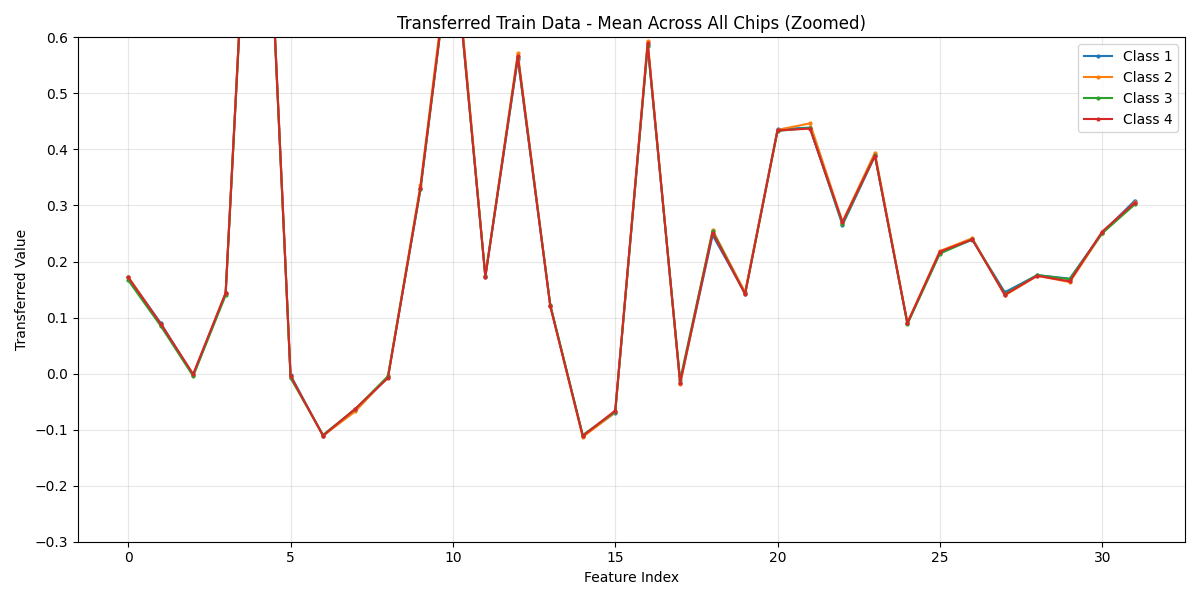 Transferred Train Data - Mean Across All Chips (Zoomed)
Transferred Value
0.6
0.5
0.4
0.3
0.2
0.1
0.0
−0.1
−0.2
−0.3
Class 1
Class 2
Class 3
Class 4
0 5 10 15 20 25 30
Feature Index